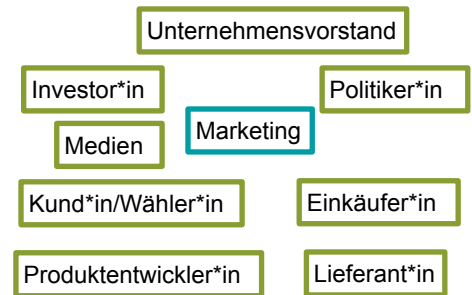 Unternehmensvorstand
Investor*in
Politiker*in
Marketing
Medien
Kund*in/Wähler*in
Einkäufer*in
Produktentwickler*in
Lieferant*in